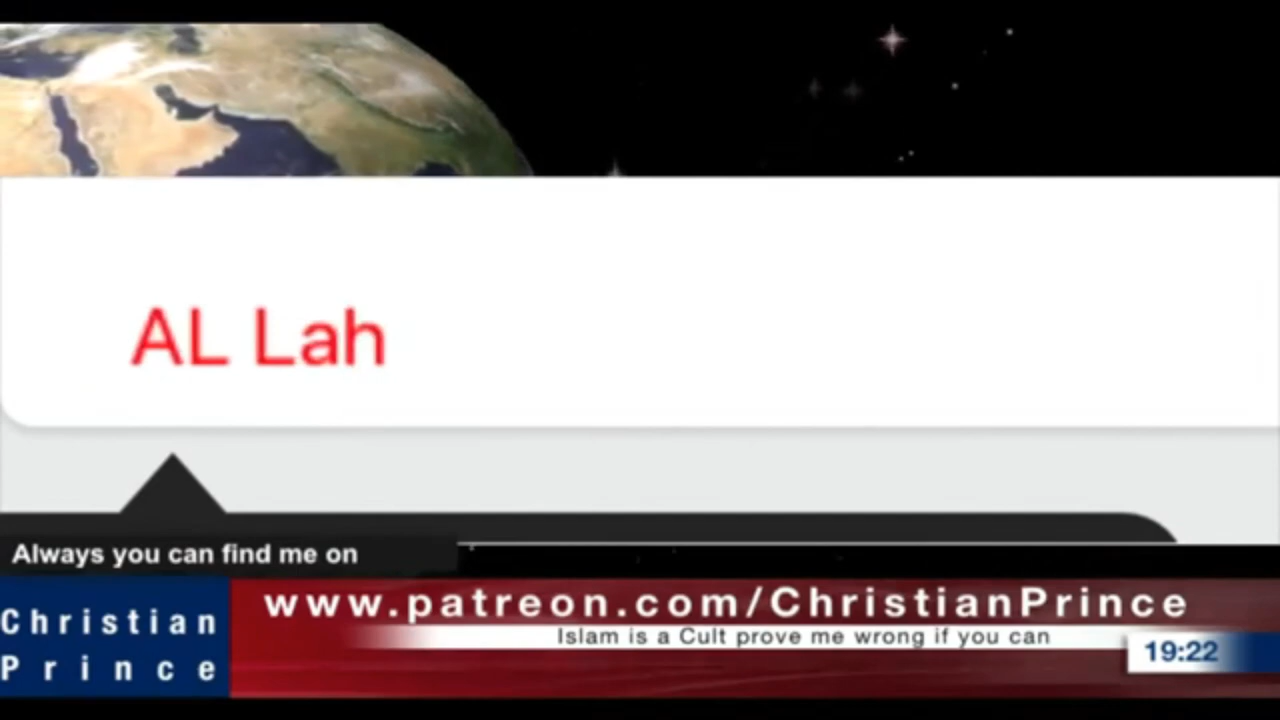 AL Lah
Always you can find me on
Christian
Prince
www.patreon.com/ChristianPrince
Islam is a Cult prove me wrong if you can
19:22